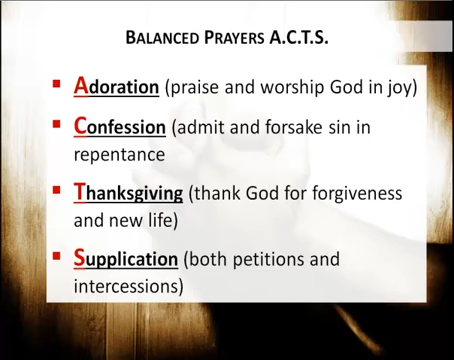 BALANCED PRAYERS A.C.T.S.
▪ Adoration (praise and worship God in joy)
▪ Confession (admit and forsake sin in
repentance
▪ Thanksgiving (thank God for forgiveness
and new life)
▪ Supplication (both petitions and
intercessions)